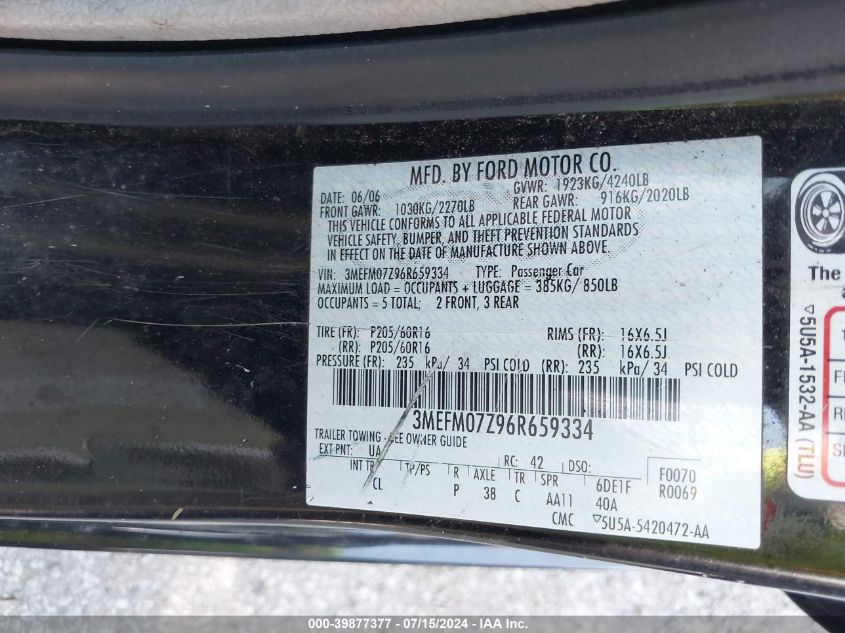 MFD. BY FORD MOTOR CO.
DATE: 06/06 GVWR: 1923KG/4240LB
FRONT GAWR: 1030KG/2270LB REAR GAWR: 916KG/2020LB
THIS VEHICLE CONFORMS TO ALL APPLICABLE FEDERAL MOTOR
VEHICLE SAFETY, BUMPER, AND THEFT PREVENTION STANDARDS
IN EFFECT ON THE DATE OF MANUFACTURE SHOWN ABOVE.
VIN: 3MEFM07Z96R659334 TYPE: Passenger Car
MAXIMUM LOAD = OCCUPANTS + LUGGAGE = 385KG/ 850LB
OCCUPANTS = 5 TOTAL; 2 FRONT, 3 REAR
TIRE (FR): P205/60R16 RIMS (FR): 16X6.5J
(RR): P205/60R16 (RR): 16X6.5J
PRESSURE (FR): 235 kPa/ 34 PSI COLD (RR): 235 kPa/ 34 PSI COLD
3MEFM07Z96R659334
TRAILER TOWING - SEE OWNER GUIDE
EXT PNT: UA RC: 42 DSO: F0070
INT TR TP/PS R AXLE TR SPR 6DE1F R0069
CL P 38 C AA11 40A
CMC ▽5U5A-5420472-AA
The
▽5U5A-1532-AA (TLU)
000-39877377 - 07/15/2024 - IAA Inc.